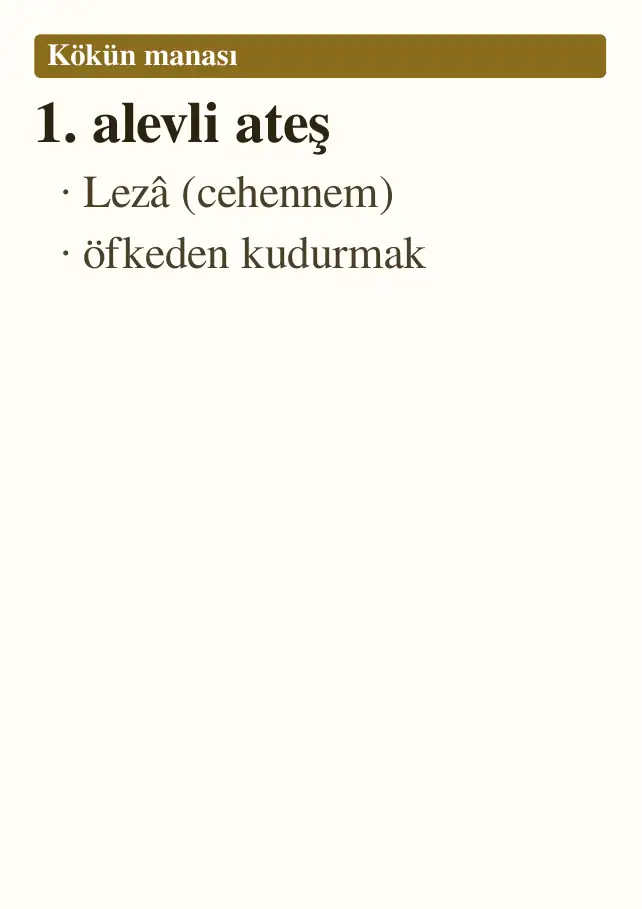 Kökün manası
1. alevli ateş
· Lezâ (cehennem)
· öfkeden kudurmak